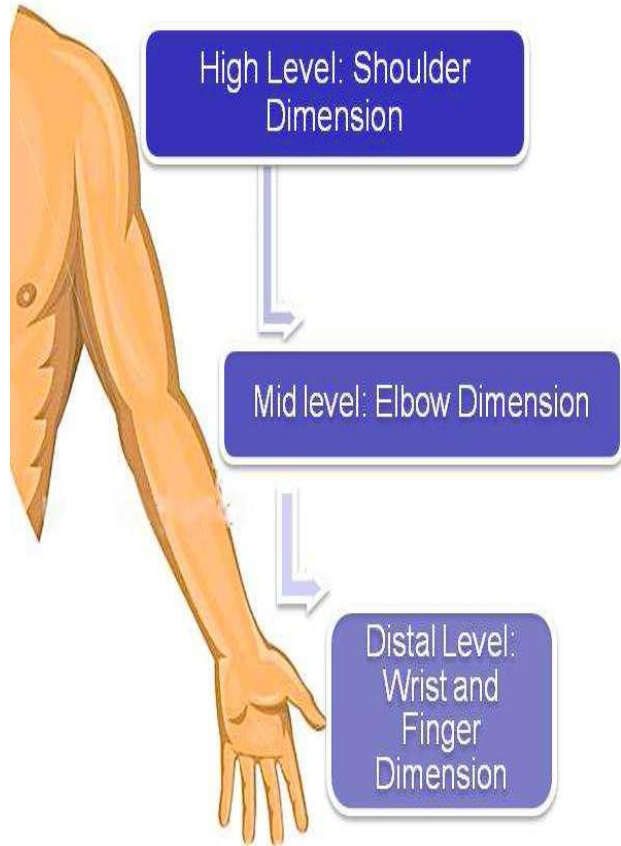 High Level: Shoulder
Dimension
Mid level: Elbow Dimension
Distal Level:
Wrist and
Finger
Dimension